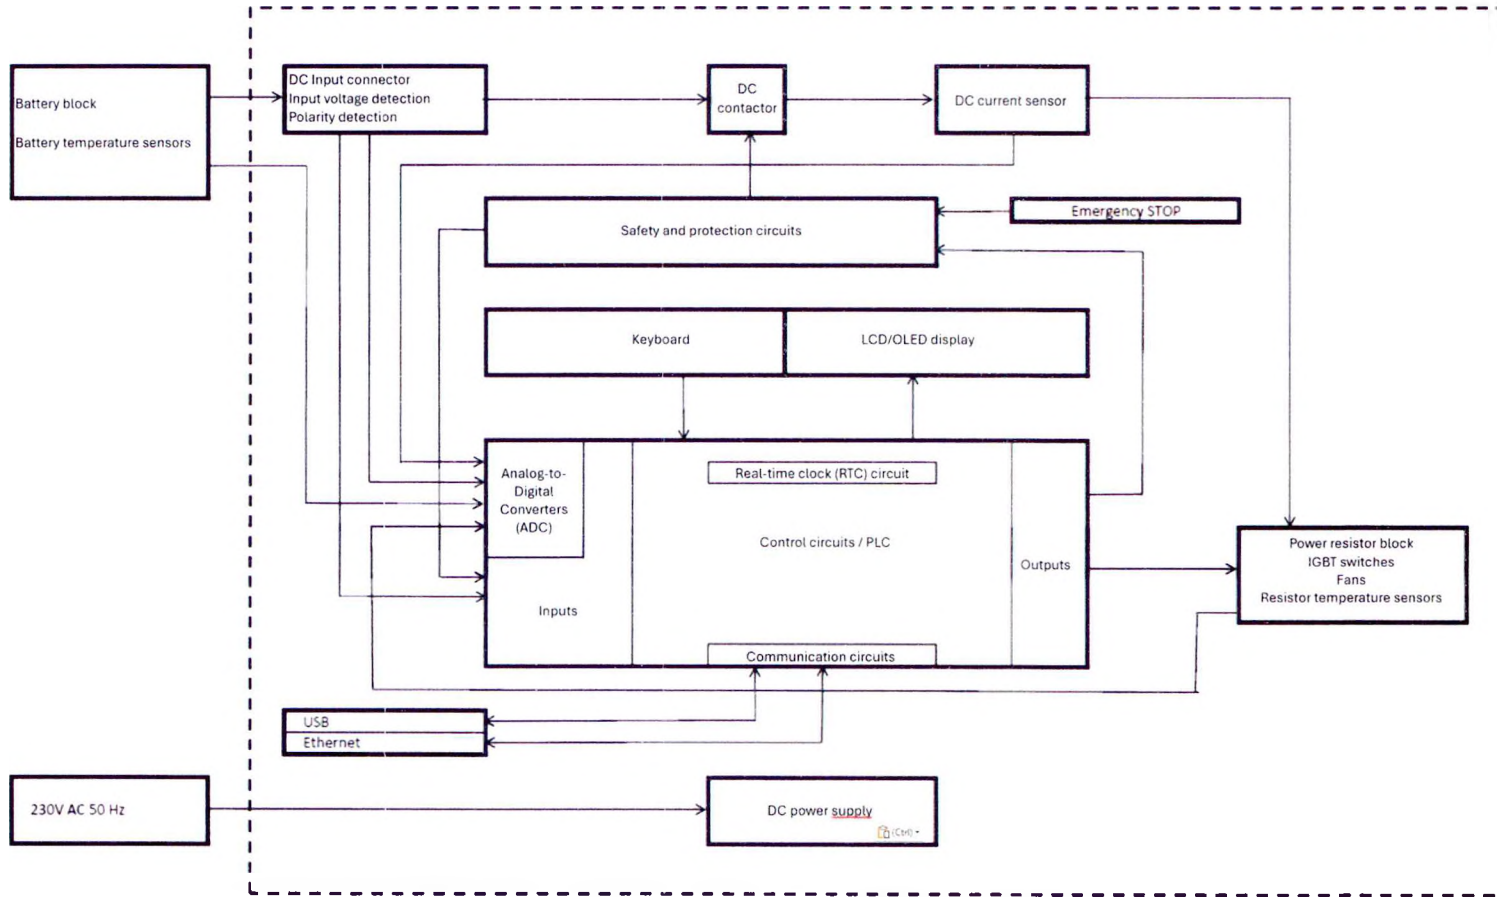 Battery block
Battery temperature sensors
DC Input connector
Input voltage detection
Polarity detection
DC
contactor
DC current sensor
Safety and protection circuits
Emergency STOP
Keyboard
LCD/OLED display
Analog-to-
Digital
Converters
(ADC)
Inputs
Real-time clock (RTC) circuit
Control circuits / PLC
Communication circuits
Outputs
Power resistor block
IGBT switches
Fans
Resistor temperature sensors
USB
Ethernet
230V AC 50 Hz
DC power supply
(Ctrl)